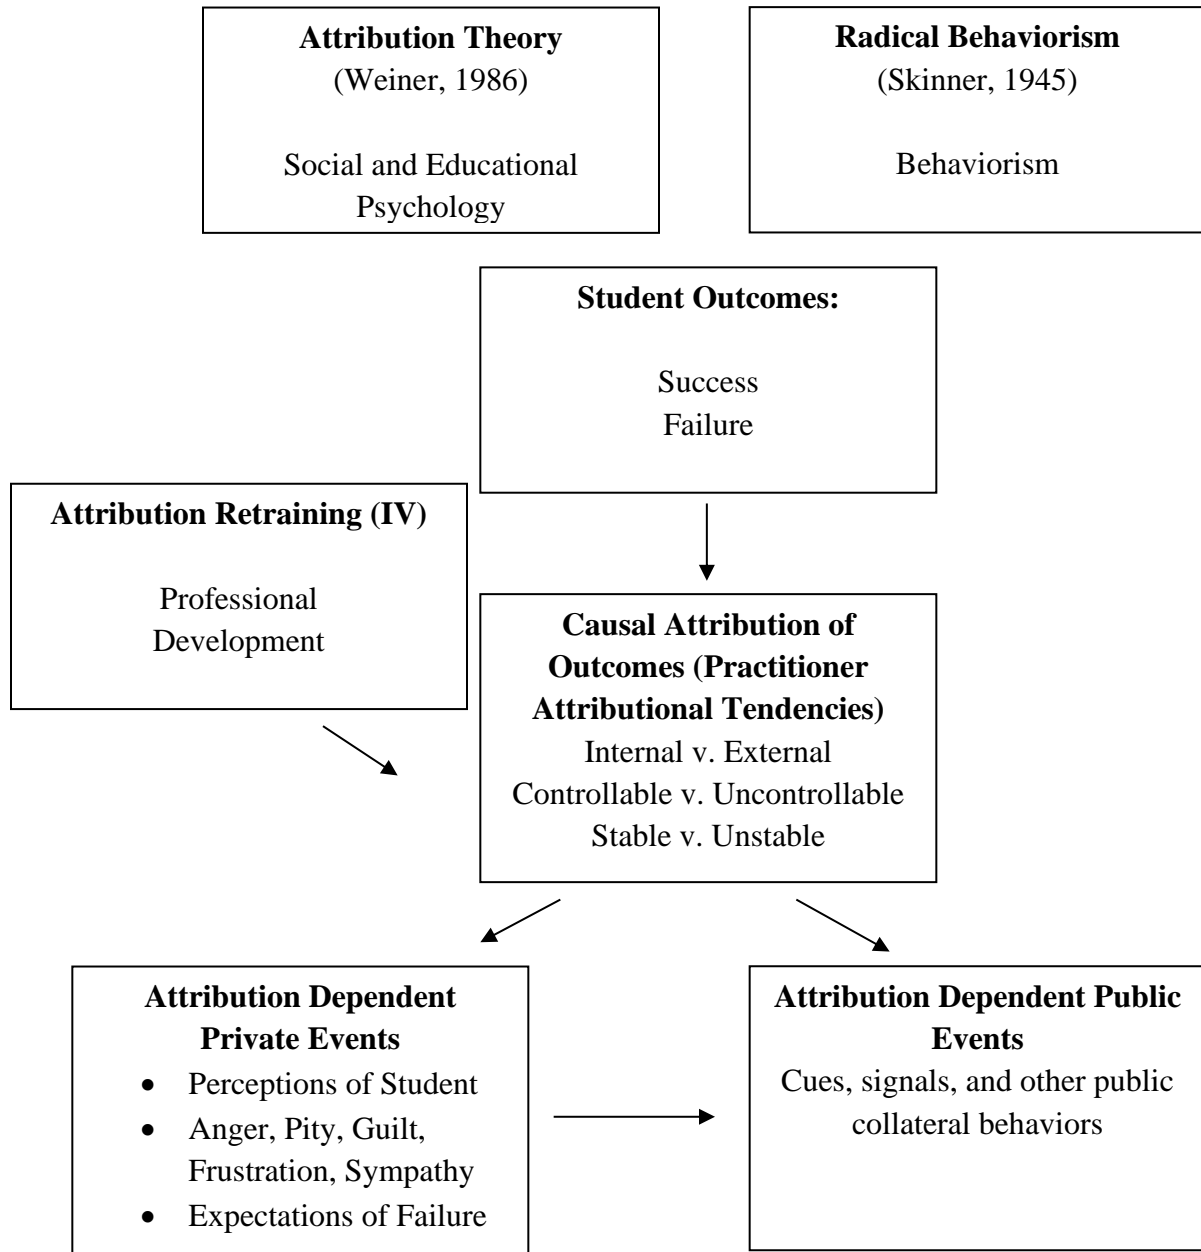 Attribution Theory
(Weiner, 1986)
Social and Educational
Psychology
Radical Behaviorism
(Skinner, 1945)
Behaviorism
Student Outcomes:
Success
Failure
Attribution Retraining (IV)
Professional
Development
Causal Attribution of
Outcomes (Practitioner
Attributional Tendencies)
Internal v. External
Controllable v. Uncontrollable
Stable v. Unstable
Attribution Dependent
Private Events
• Perceptions of Student
• Anger, Pity, Guilt,
Frustration, Sympathy
• Expectations of Failure
Attribution Dependent Public
Events
Cues, signals, and other public
collateral behaviors